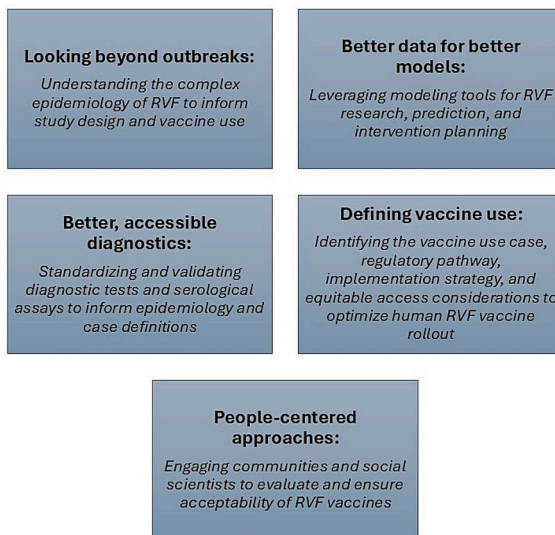 Looking beyond outbreaks:
Understanding the complex
epidemiology of RVF to inform
study design and vaccine use
Better data for better
models:
Leveraging modeling tools for RVF
research, prediction, and
intervention planning
Better, accessible
diagnostics:
Standardizing and validating
diagnostic tests and serological
assays to inform epidemiology and
case definitions
Defining vaccine use:
Identifying the vaccine use case,
regulatory pathway,
implementation strategy, and
equitable access considerations to
optimize human RVF vaccine
rollout
People-centered
approaches:
Engaging communities and social
scientists to evaluate and ensure
acceptability of RVF vaccines